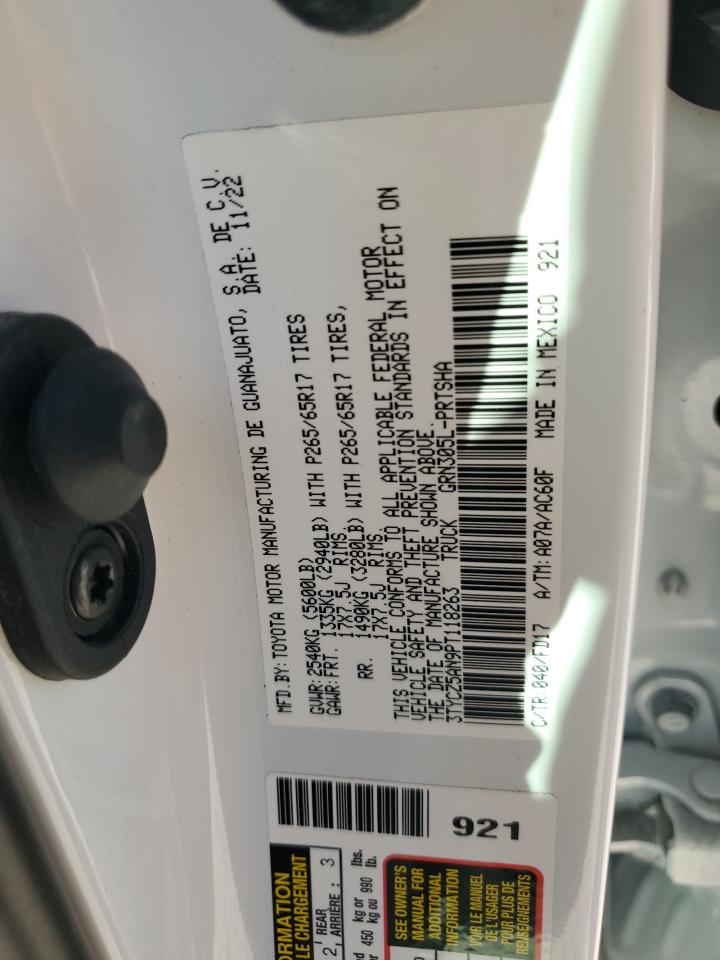 MFD.BY:TOYOTA MOTOR MANUFACTURING DE GUANAJUATO, S.A. DE C.V.
DATE: 11/22
GVWR:2540KG (5600LB)
GAWR:FRT. 1335KG (2940LB) WITH P265/65R17 TIRES
17X7.5J RIMS
RR. 1490KG (3280LB) WITH P265/65R17 TIRES,
17X7.5J RIMS
THIS VEHICLE CONFORMS TO ALL APPLICABLE FEDERAL MOTOR
VEHICLE SAFETY AND THEFT PREVENTION STANDARDS IN EFFECT ON
THE DATE OF MANUFACTURE SHOWN ABOVE.
3TYCZ5AN9PT118263 TRUCK GRN305L-PRTSHA
C/TR:040/FD17 A/TM:A07A/AC60F MADE IN MEXICO 921
921
LE CHARGEMENT
REAR 3
2, ARRIÈRE :
kg or 990 lbs.
450 kg ou lb.
SEE OWNER'S
MANUAL FOR
ADDITIONAL
INFORMATION
VOIR LE MANUEL
DE L'USAGER
POUR PLUS DE
RENSEIGNEMENTS